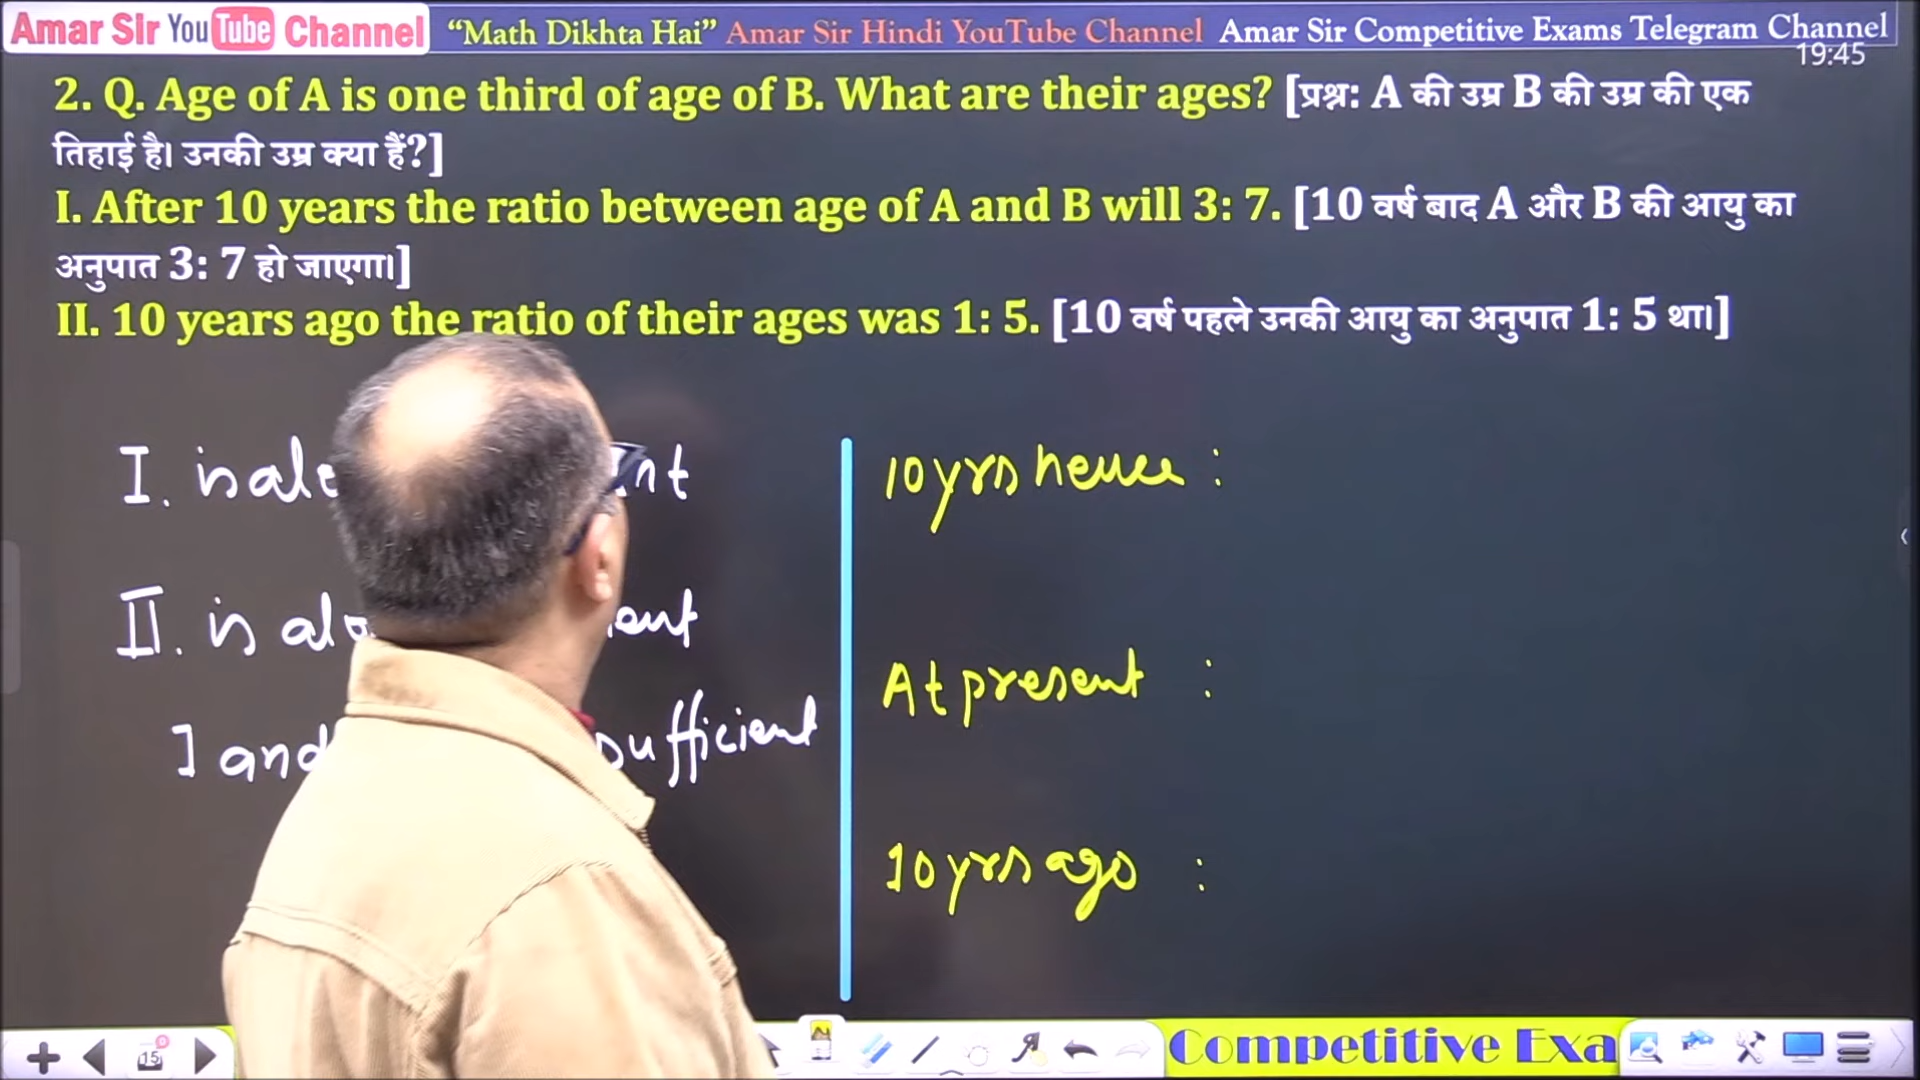 Amar Sir YouTube Channel "Math Dikhta Hai" Amar Sir Hindi YouTube Channel Amar Sir Competitive Exams Telegram Channel
19:45
2. Q. Age of A is one third of age of B. What are their ages? [प्रश्न: A की उम्र B की उम्र की एक
तिहाई है। उनकी उम्र क्या हैं?]
I. After 10 years the ratio between age of A and B will 3: 7. [10 वर्ष बाद A और B की आयु का
अनुपात 3: 7 हो जाएगा।]
II. 10 years ago the ratio of their ages was 1: 5. [10 वर्ष पहले उनकी आयु का अनुपात 1: 5 था।]
I. is
II. is
I and sufficient
10 yrs hence :
At present :
10 yrs ago :
15
Competitive Exa